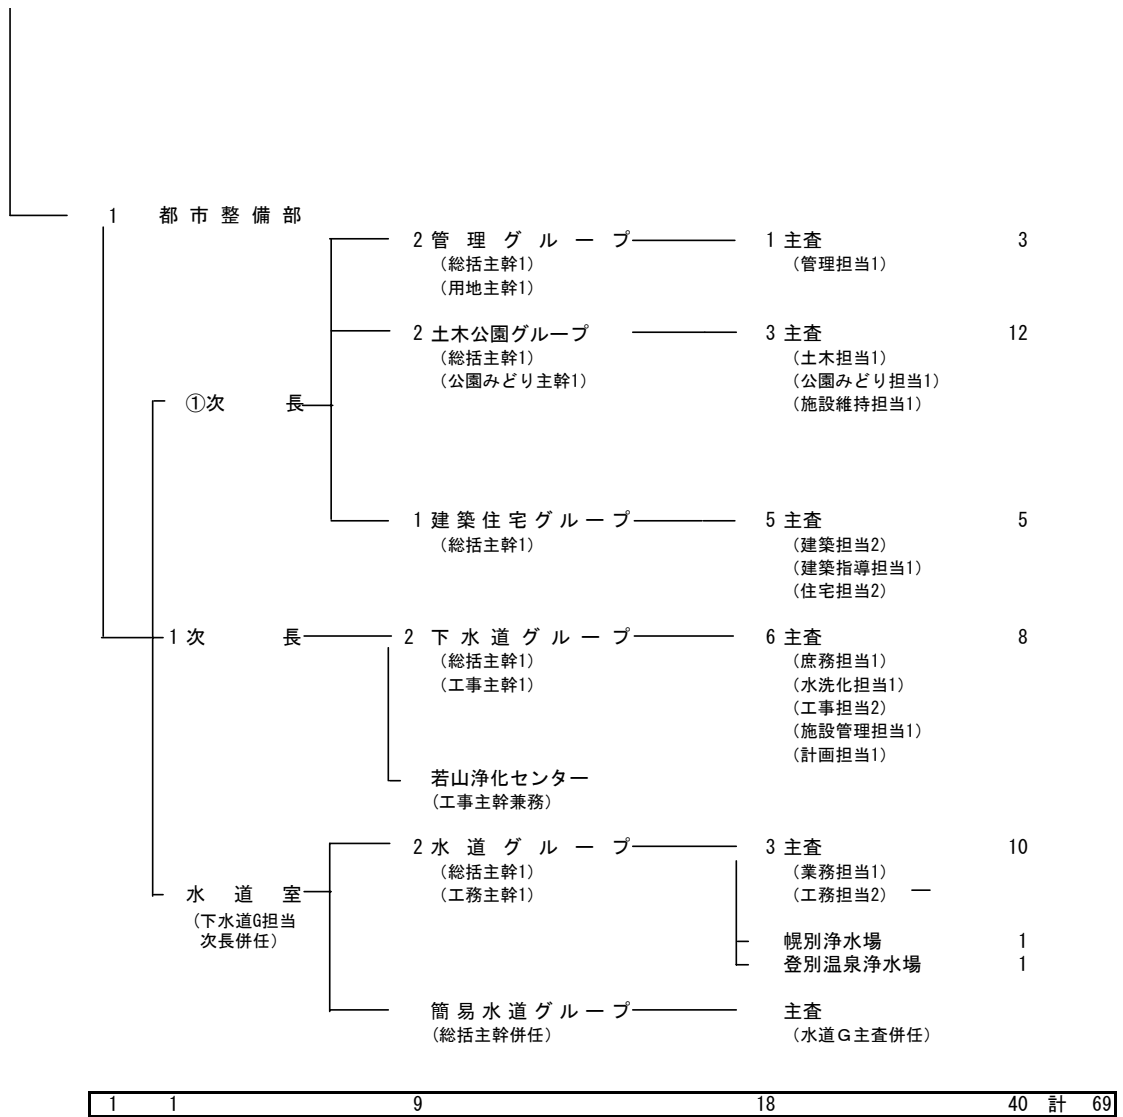 1 都市整備部
2 管理グループ 1 主査 3
(総括主幹1) (管理担当1)
(用地主幹1)
2 土木公園グループ 3 主査 12
(総括主幹1) (土木担当1)
(公園みどり主幹1) (公園みどり担当1)
①次長 (施設維持担当1)
1 建築住宅グループ 5 主査 5
(総括主幹1) (建築担当2)
(建築指導担当1)
(住宅担当2)
1 次長 2 下水道グループ 6 主査 8
(総括主幹1) (庶務担当1)
(工事主幹1) (水洗化担当1)
(工事担当2)
(施設管理担当1)
(計画担当1)
若山浄化センター
(工事主幹兼務)
2 水道グループ 3 主査 10
(総括主幹1) (業務担当1)
水道室 (工務主幹1) (工務担当2)
(下水道G担当
次長併任) 幌別浄水場 1
登別温泉浄水場 1
簡易水道グループ 主査
(総括主幹併任) (水道G主査併任)
1 1 9 18 40 計 69